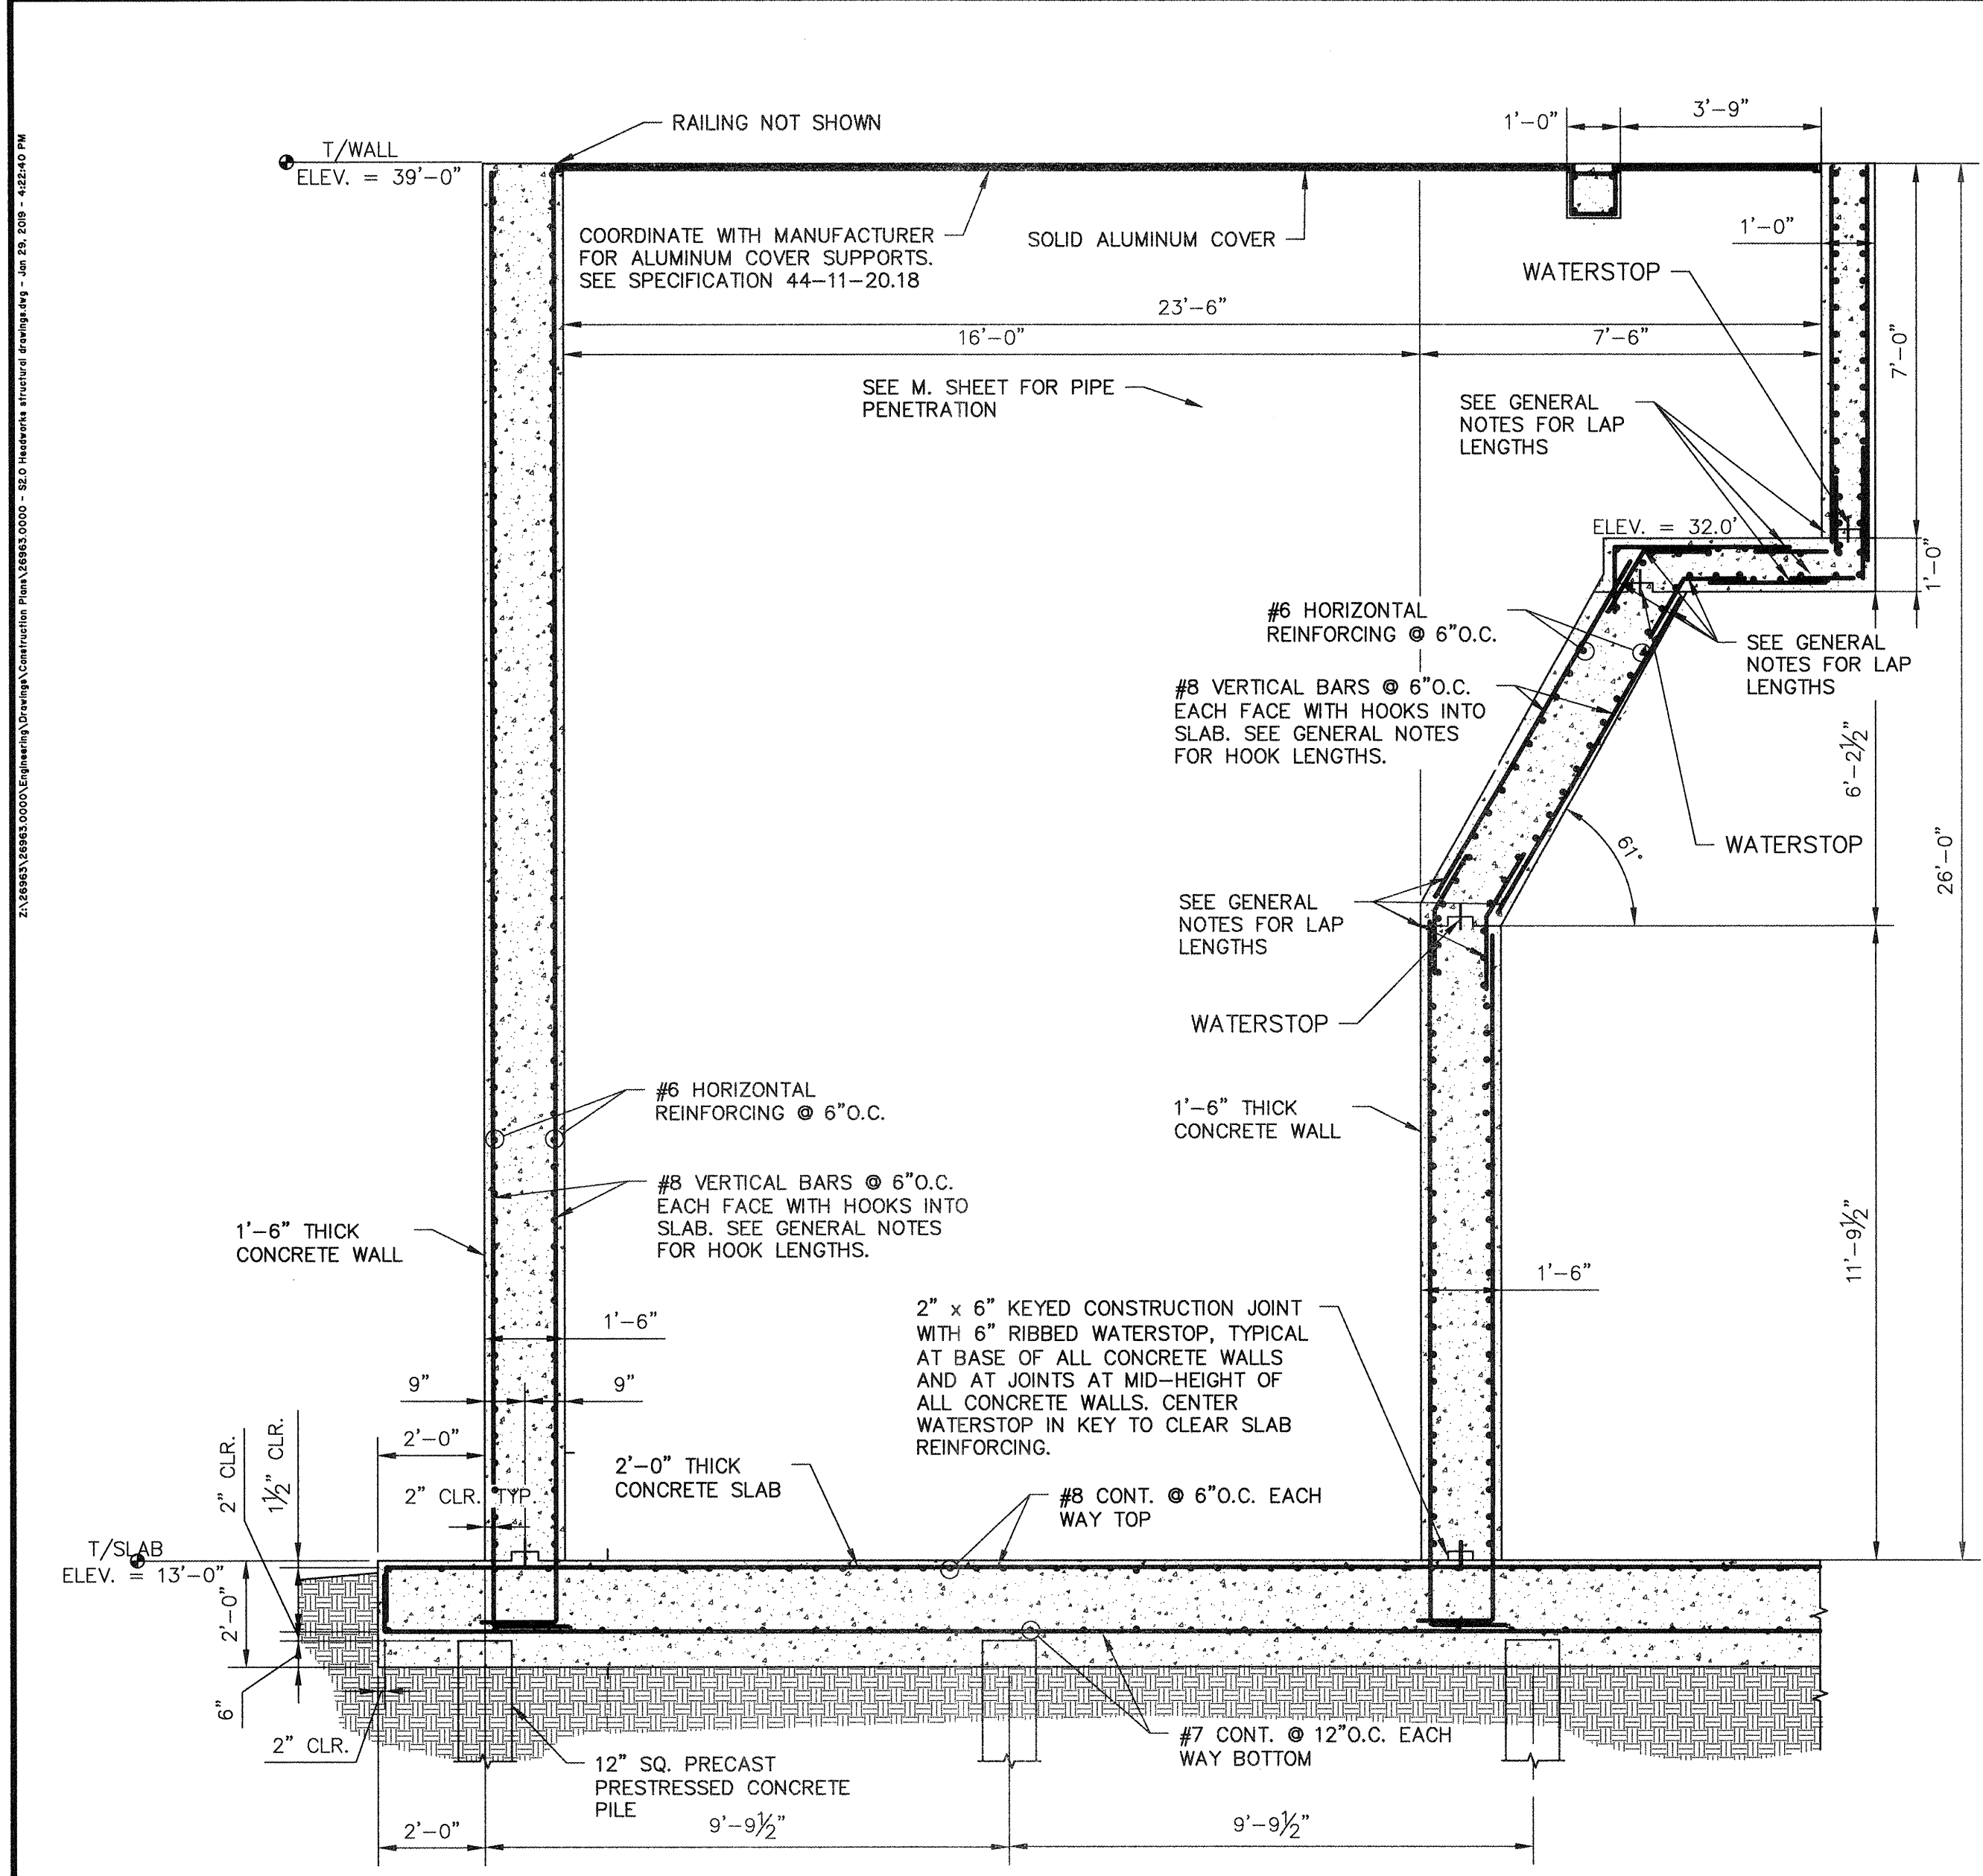 Z:\26963\26963.0000\Engineering\Drawings\Construction Plans\26963.0000 - S2.0 Headworks structural drawings.dwg - Jan 29, 2019 - 4:22:40 PM
RAILING NOT SHOWN
1'-0"
3'-9"
T/WALL
ELEV. = 39'-0"
COORDINATE WITH MANUFACTURER
FOR ALUMINUM COVER SUPPORTS.
SEE SPECIFICATION 44-11-20.18
SOLID ALUMINUM COVER
1'-0"
WATERSTOP
23'-6"
16'-0"
7'-6"
7'-0"
SEE M. SHEET FOR PIPE
PENETRATION
SEE GENERAL
NOTES FOR LAP
LENGTHS
ELEV. = 32.0'
1'-0"
#6 HORIZONTAL
REINFORCING @ 6"O.C.
SEE GENERAL
NOTES FOR LAP
LENGTHS
#8 VERTICAL BARS @ 6"O.C.
EACH FACE WITH HOOKS INTO
SLAB. SEE GENERAL NOTES
FOR HOOK LENGTHS.
6'-2½"
61°
WATERSTOP
26'-0"
SEE GENERAL
NOTES FOR LAP
LENGTHS
WATERSTOP
#6 HORIZONTAL
REINFORCING @ 6"O.C.
1'-6" THICK
CONCRETE WALL
#8 VERTICAL BARS @ 6"O.C.
EACH FACE WITH HOOKS INTO
SLAB. SEE GENERAL NOTES
FOR HOOK LENGTHS.
1'-6" THICK
CONCRETE WALL
11'-9½"
1'-6"
1'-6"
2" x 6" KEYED CONSTRUCTION JOINT
WITH 6" RIBBED WATERSTOP, TYPICAL
AT BASE OF ALL CONCRETE WALLS
AND AT JOINTS AT MID-HEIGHT OF
ALL CONCRETE WALLS. CENTER
WATERSTOP IN KEY TO CLEAR SLAB
REINFORCING.
9"
9"
2'-0"
2" CLR.
1½" CLR.
2" CLR. TYP.
2'-0" THICK
CONCRETE SLAB
#8 CONT. @ 6"O.C. EACH
WAY TOP
T/SLAB
ELEV. = 13'-0"
2'-0"
6"
2" CLR.
12" SQ. PRECAST
PRESTRESSED CONCRETE
PILE
#7 CONT. @ 12"O.C. EACH
WAY BOTTOM
2'-0"
9'-9½"
9'-9½"